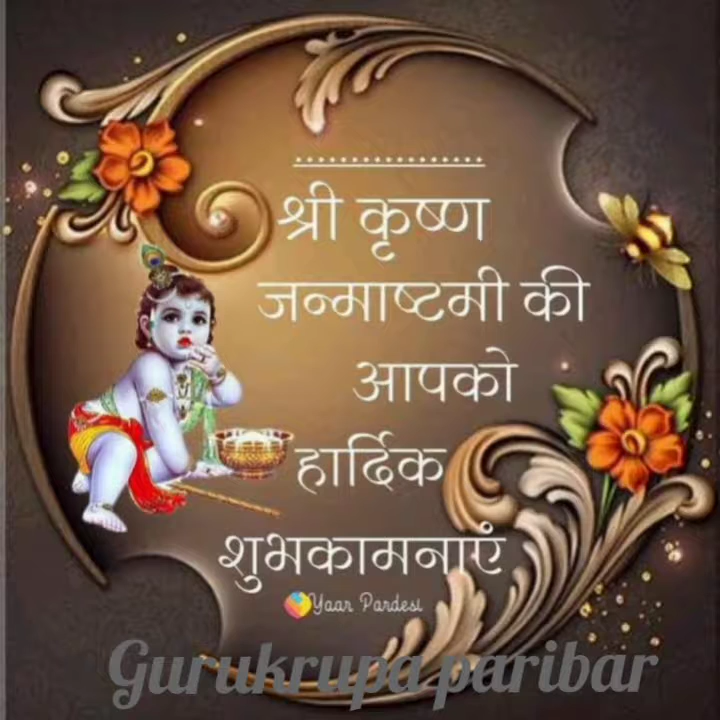 श्री कृष्ण
जन्माष्टमी की
आपको
हार्दिक
शुभकामनाएं
Yaar Pardesi
Gurukrupa paribar